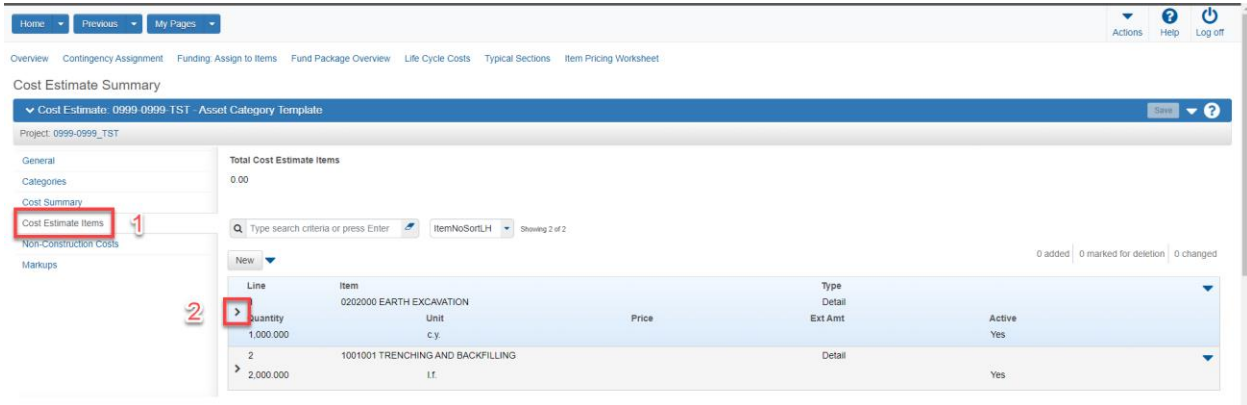 Home Previous My Pages
Actions Help Log off
Overview Contingency Assignment Funding: Assign to Items Fund Package Overview Life Cycle Costs Typical Sections Item Pricing Worksheet
Cost Estimate Summary
Cost Estimate: 0999-0999-TST - Asset Category Template Save
Project: 0999-0999_TST
General
Categories
Cost Summary
Cost Estimate Items 1
Non-Construction Costs
Markups
Total Cost Estimate Items
0.00
Type search criteria or press Enter ItemNoSortLH Showing 2 of 2
New 0 added 0 marked for deletion 0 changed
2
Line Item Type
0202000 EARTH EXCAVATION Detail
Quantity Unit Price Ext Amt Active
1,000.000 c.y. Yes
2 1001001 TRENCHING AND BACKFILLING Detail
2,000.000 l.f. Yes